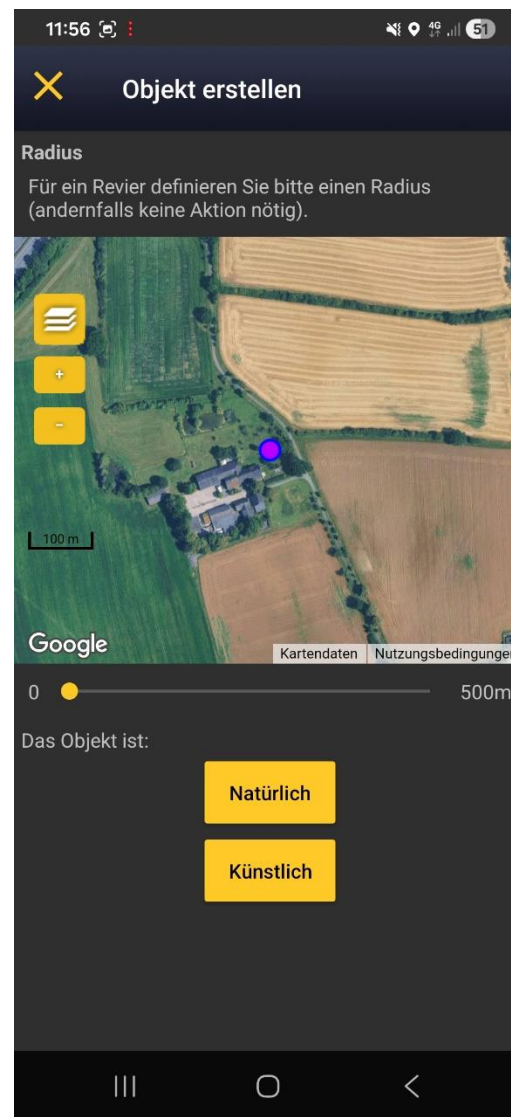 11:56
4G
51
Objekt erstellen
Radius
Für ein Revier definieren Sie bitte einen Radius
(andernfalls keine Aktion nötig).
+
-
100 m
Google
Kartendaten
Nutzungsbedingungen
0
500m
Das Objekt ist:
Natürlich
Künstlich